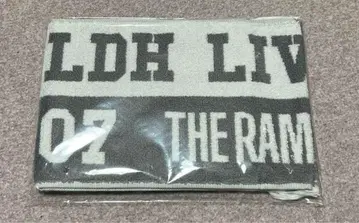 LDH LIV
07 THE RAM